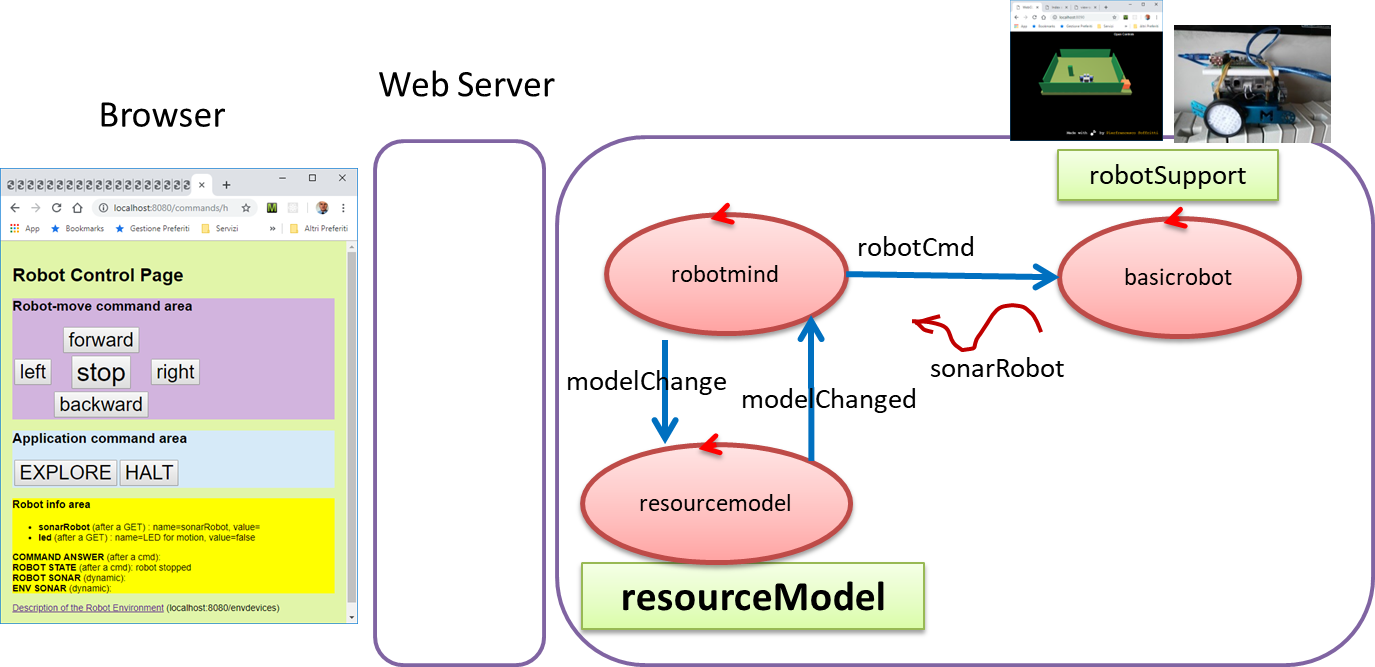 Web Server
Browser
localhost:8080/commands/h
App Bookmarks Gestione Preferiti Servizi » Altri Preferiti
Robot Control Page
Robot-move command area
forward
left stop right
backward
Application command area
EXPLORE HALT
Robot info area
• sonarRobot (after a GET) : name=sonarRobot, value=
• led (after a GET) : name=LED for motion, value=false
COMMAND ANSWER (after a cmd):
ROBOT STATE (after a cmd): robot stopped
ROBOT SONAR (dynamic):
ENV SONAR (dynamic):
Description of the Robot Environment (localhost:8080/envdevices)
robotSupport
robotmind
robotCmd
basicrobot
sonarRobot
modelChange
modelChanged
resourcemodel
resourceModel